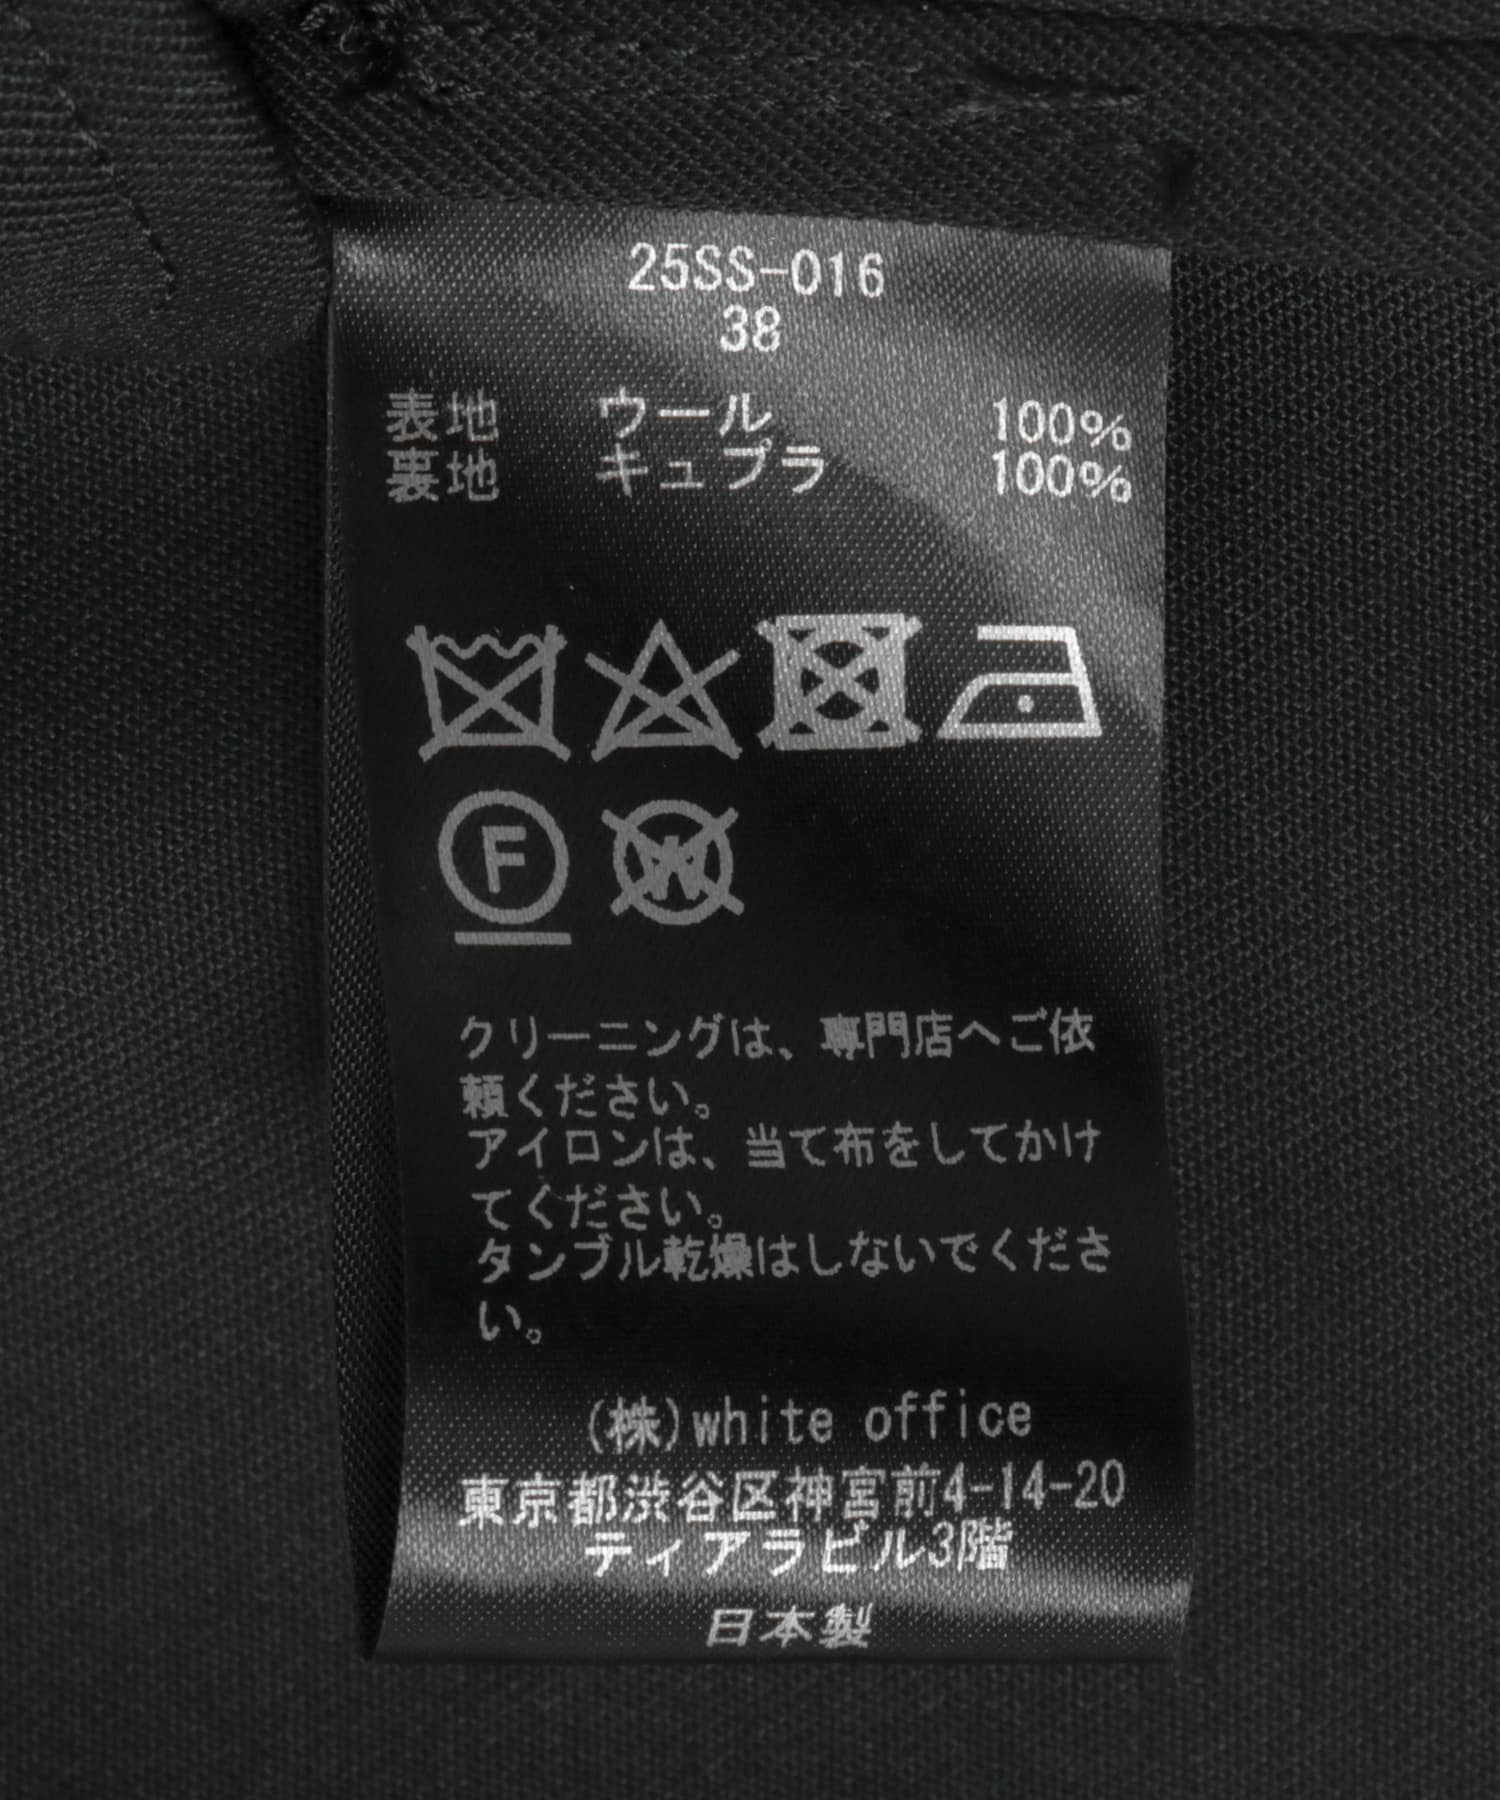 25SS-016
38
表地 ウール 100%
裏地 キュプラ 100%
F W
クリーニングは、専門店へご依
頼ください。
アイロンは、当て布をしてかけ
てください。
タンブル乾燥はしないでくださ
い。
(株)white office
東京都渋谷区神宮前4-14-20
ティアラビル3階
日本製